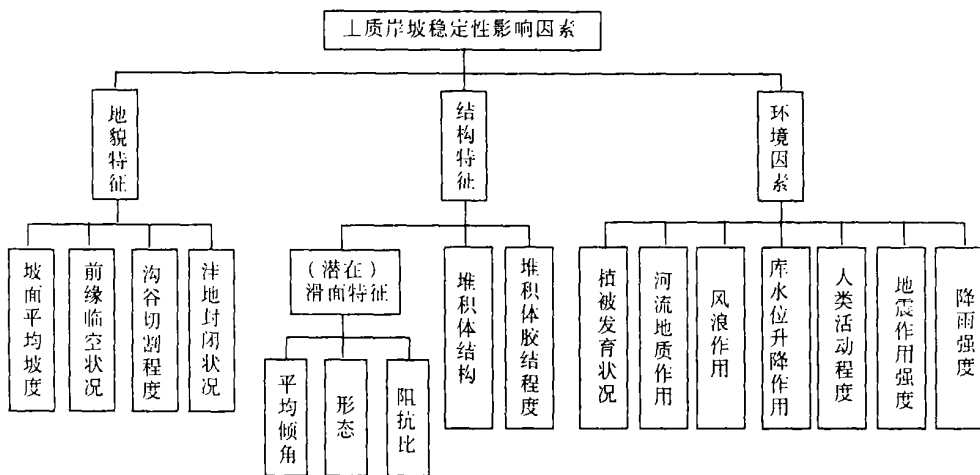 土质岸坡稳定性影响因素
地貌特征
结构特征
环境因素
坡面平均坡度
前缘临空状况
沟谷切割程度
洼地封闭状况
(潜在)
滑面特征
堆积体结构
堆积体胶结程度
植被发育状况
河流地质作用
风浪作用
库水位升降作用
人类活动程度
地震作用强度
降雨强度
平均倾角
形态
阻抗比